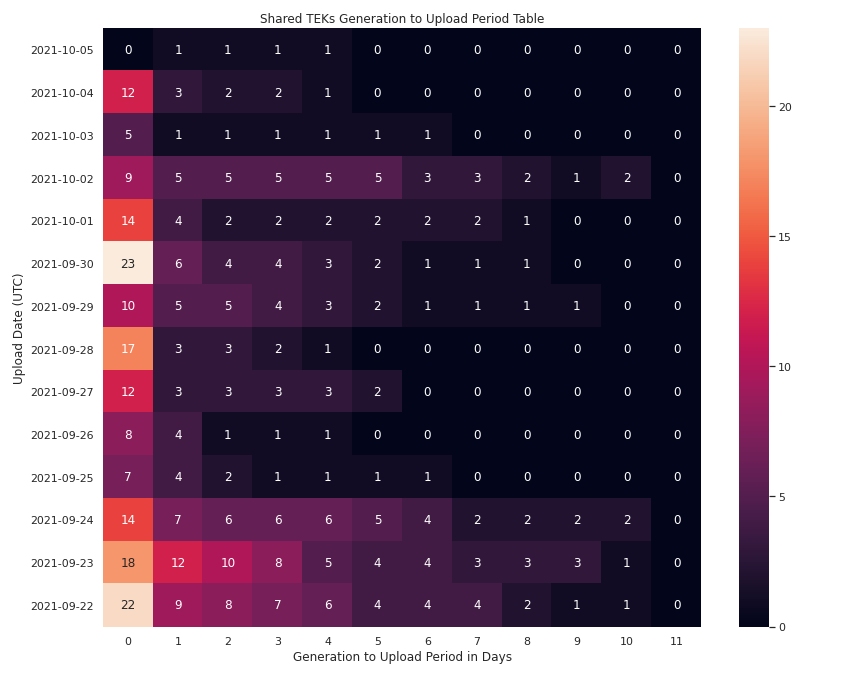 Shared TEKs Generation to Upload Period Table
Upload Date (UTC)
2021-10-05 0 1 1 1 1 0 0 0 0 0 0 0
2021-10-04 12 3 2 2 1 0 0 0 0 0 0 0
2021-10-03 5 1 1 1 1 1 1 0 0 0 0 0
2021-10-02 9 5 5 5 5 5 3 3 2 1 2 0
2021-10-01 14 4 2 2 2 2 2 2 1 0 0 0
2021-09-30 23 6 4 4 3 2 1 1 1 0 0 0
2021-09-29 10 5 5 4 3 2 1 1 1 1 0 0
2021-09-28 17 3 3 2 1 0 0 0 0 0 0 0
2021-09-27 12 3 3 3 3 2 0 0 0 0 0 0
2021-09-26 8 4 1 1 1 0 0 0 0 0 0 0
2021-09-25 7 4 2 1 1 1 1 0 0 0 0 0
2021-09-24 14 7 6 6 6 5 4 2 2 2 2 0
2021-09-23 18 12 10 8 5 4 4 3 3 3 1 0
2021-09-22 22 9 8 7 6 4 4 4 2 1 1 0
0 1 2 3 4 5 6 7 8 9 10 11
Generation to Upload Period in Days
20
15
10
5
0